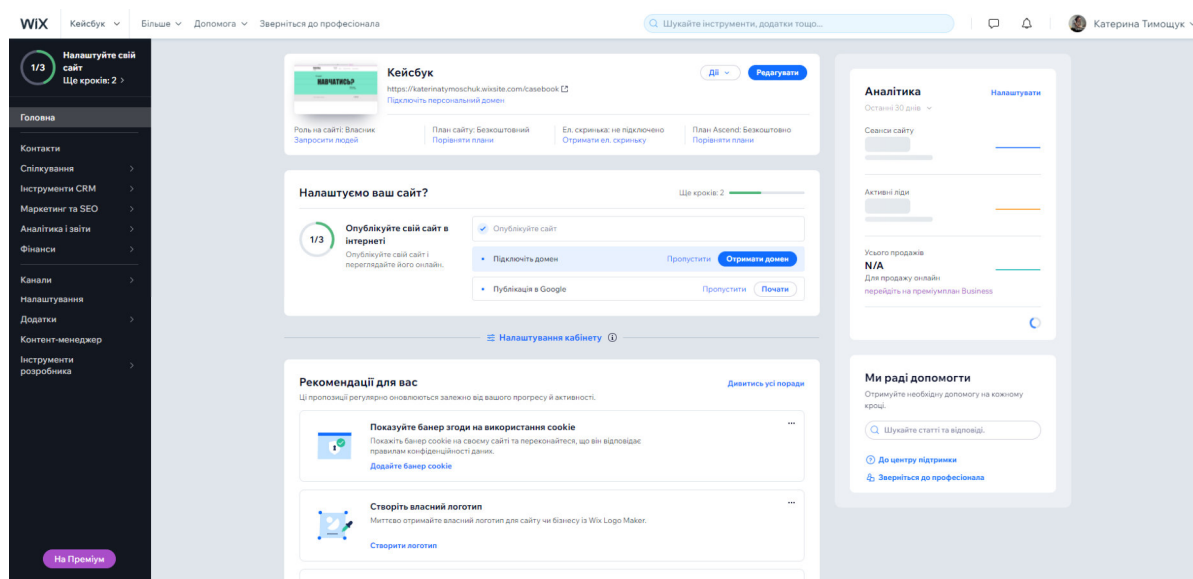 WiX
Кейсбук
Більше
Допомога
Зверніться до професіонала
Шукайте інструменти, додатки тощо...
Катерина Тимощук
1/3
Налаштуйте свій
сайт
Ще кроків: 2 >
Головна
Контакти
Спілкування
Інструменти CRM
Маркетинг та SEO
Аналітика і звіти
Фінанси
Канали
Налаштування
Додатки
Контент-менеджер
Інструменти
розробника
На Преміум
НАВЧАТИСЬ?
Кейсбук
https://katerinatymoschuk.wixsite.com/casebook
Підключіть персональний домен
Дії
Редагувати
Роль на сайті: Власник
Запросити людей
План сайту: Безкоштовний
Порівняти плани
Ел. скринька: не підключено
Отримати ел. скриньку
План Ascend: Безкоштовно
Порівняти плани
Налаштуємо ваш сайт?
Ще кроків: 2
1/3
Опублікуйте свій сайт в
інтернеті
Опублікуйте свій сайт і
переглядайте його онлайн.
Опублікуйте сайт
Підключіть домен
Пропустити
Отримати домен
Публікація в Google
Пропустити
Почати
Налаштування кабінету
Рекомендації для вас
Дивитись усі поради
Ці пропозиції регулярно оновлюються залежно від вашого прогресу й активності.
Показуйте банер згоди на використання cookie
Покажіть банер cookie на своєму сайті та переконайтеся, що він відповідає
правилам конфіденційності даних.
Додайте банер cookie
Створіть власний логотип
Миттєво отримайте власний логотип для сайту чи бізнесу із Wix Logo Maker.
Створити логотип
Аналітика
Налаштувати
Останні 30 днів
Сеанси сайту
Активні ліди
Усього продажів
N/A
Для продажу онлайн
перейдіть на преміумплан Business
Ми раді допомогти
Отримуйте необхідну допомогу на кожному
кроці.
Шукайте статті та відповіді.
До центру підтримки
Зверніться до професіонала